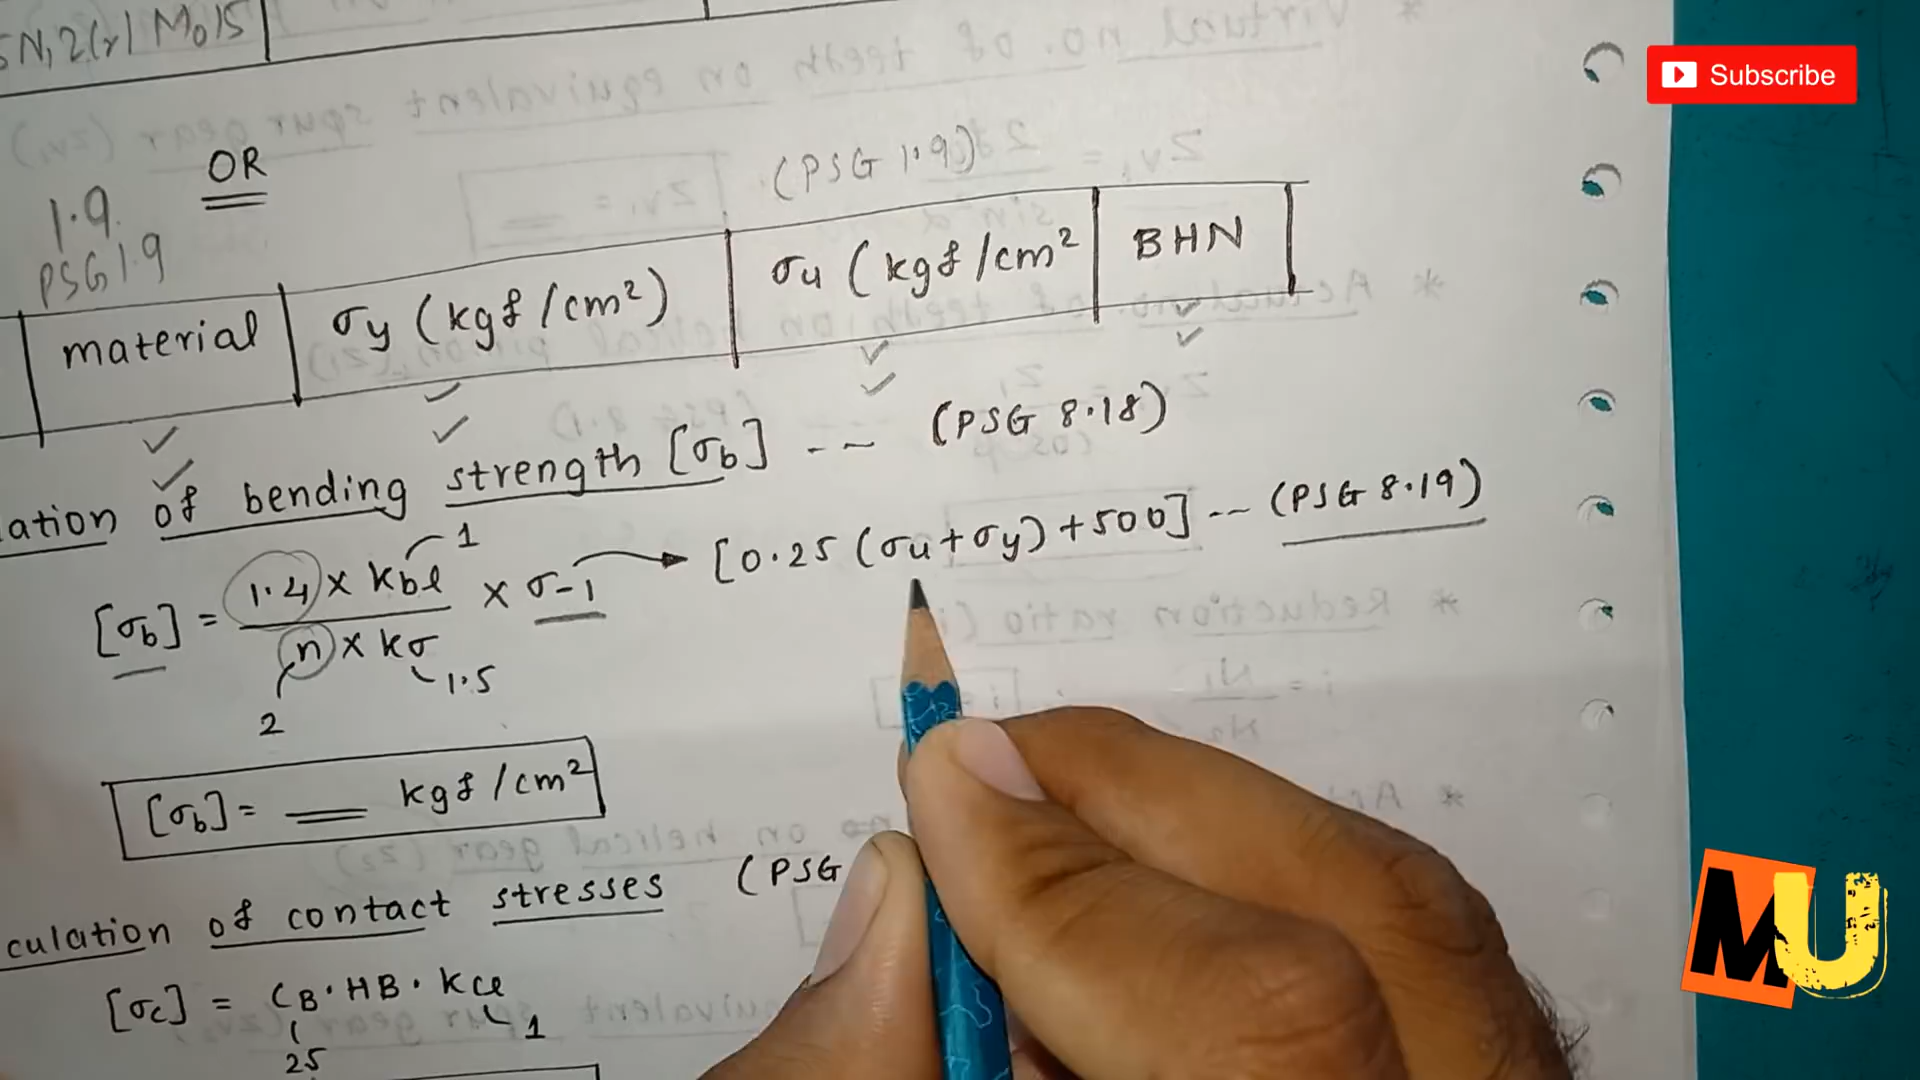 5Ni2Cr1Mo15
Subscribe
OR
1.9
PSG 1.9
(PSG 1.9)
material σy (kgf/cm²) σu (kgf/cm² BHN
ation of bending strength [σb] -- (PSG 8.18)
1
[σb] = 1.4 × kbl / n × kσ × σ-1 → [0.25 (σu+σy) +500] -- (PSG 8.19)
2 1.5
[σb] = __ kgf/cm²
culation of contact stresses (PSG
[σc] = CB · HB · kcl
25 1
MU